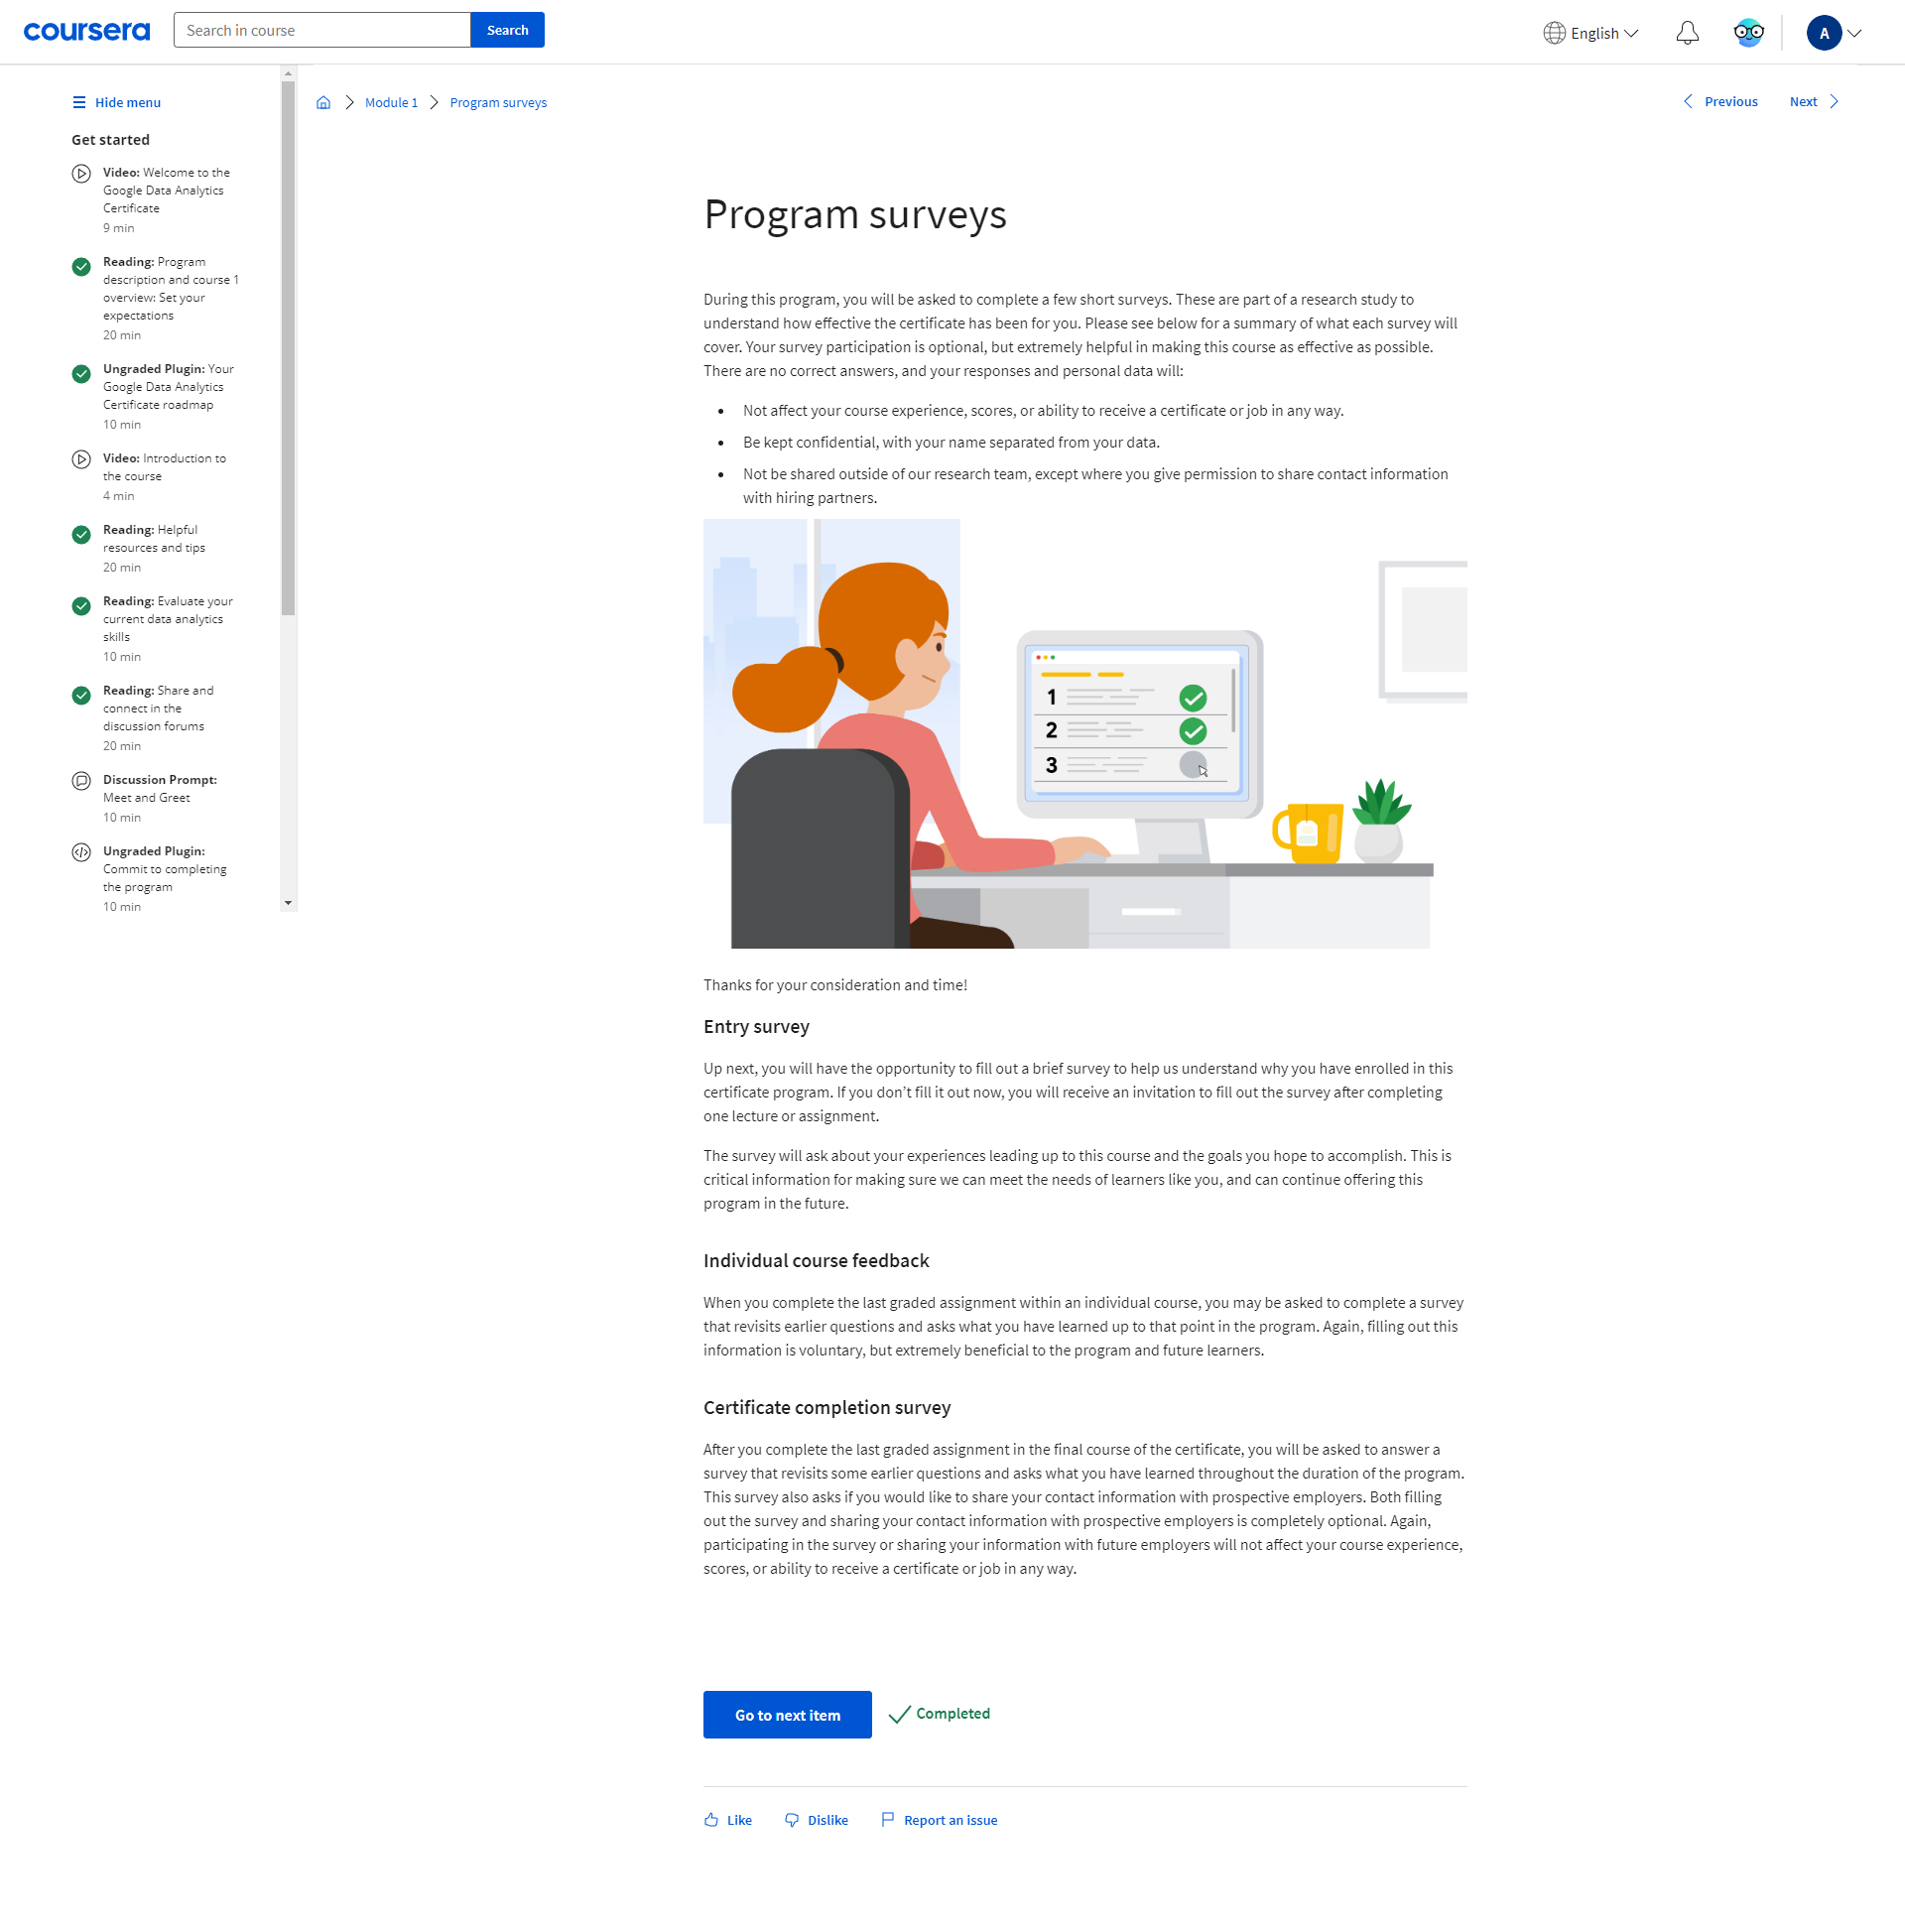 coursera
Search in course
Search
English
A
Hide menu
Get started
Video: Welcome to the
Google Data Analytics
Certificate
9 min
Reading: Program
description and course 1
overview: Set your
expectations
20 min
Ungraded Plugin: Your
Google Data Analytics
Certificate roadmap
10 min
Video: Introduction to
the course
4 min
Reading: Helpful
resources and tips
20 min
Reading: Evaluate your
current data analytics
skills
10 min
Reading: Share and
connect in the
discussion forums
20 min
Discussion Prompt:
Meet and Greet
10 min
Ungraded Plugin:
Commit to completing
the program
10 min
Module 1
Program surveys
Previous
Next
Program surveys
During this program, you will be asked to complete a few short surveys. These are part of a research study to
understand how effective the certificate has been for you. Please see below for a summary of what each survey will
cover. Your survey participation is optional, but extremely helpful in making this course as effective as possible.
There are no correct answers, and your responses and personal data will:
• Not affect your course experience, scores, or ability to receive a certificate or job in any way.
• Be kept confidential, with your name separated from your data.
• Not be shared outside of our research team, except where you give permission to share contact information
with hiring partners.
1
2
3
Thanks for your consideration and time!
Entry survey
Up next, you will have the opportunity to fill out a brief survey to help us understand why you have enrolled in this
certificate program. If you don’t fill it out now, you will receive an invitation to fill out the survey after completing
one lecture or assignment.
The survey will ask about your experiences leading up to this course and the goals you hope to accomplish. This is
critical information for making sure we can meet the needs of learners like you, and can continue offering this
program in the future.
Individual course feedback
When you complete the last graded assignment within an individual course, you may be asked to complete a survey
that revisits earlier questions and asks what you have learned up to that point in the program. Again, filling out this
information is voluntary, but extremely beneficial to the program and future learners.
Certificate completion survey
After you complete the last graded assignment in the final course of the certificate, you will be asked to answer a
survey that revisits some earlier questions and asks what you have learned throughout the duration of the program.
This survey also asks if you would like to share your contact information with prospective employers. Both filling
out the survey and sharing your contact information with prospective employers is completely optional. Again,
participating in the survey or sharing your information with future employers will not affect your course experience,
scores, or ability to receive a certificate or job in any way.
Go to next item
Completed
Like
Dislike
Report an issue